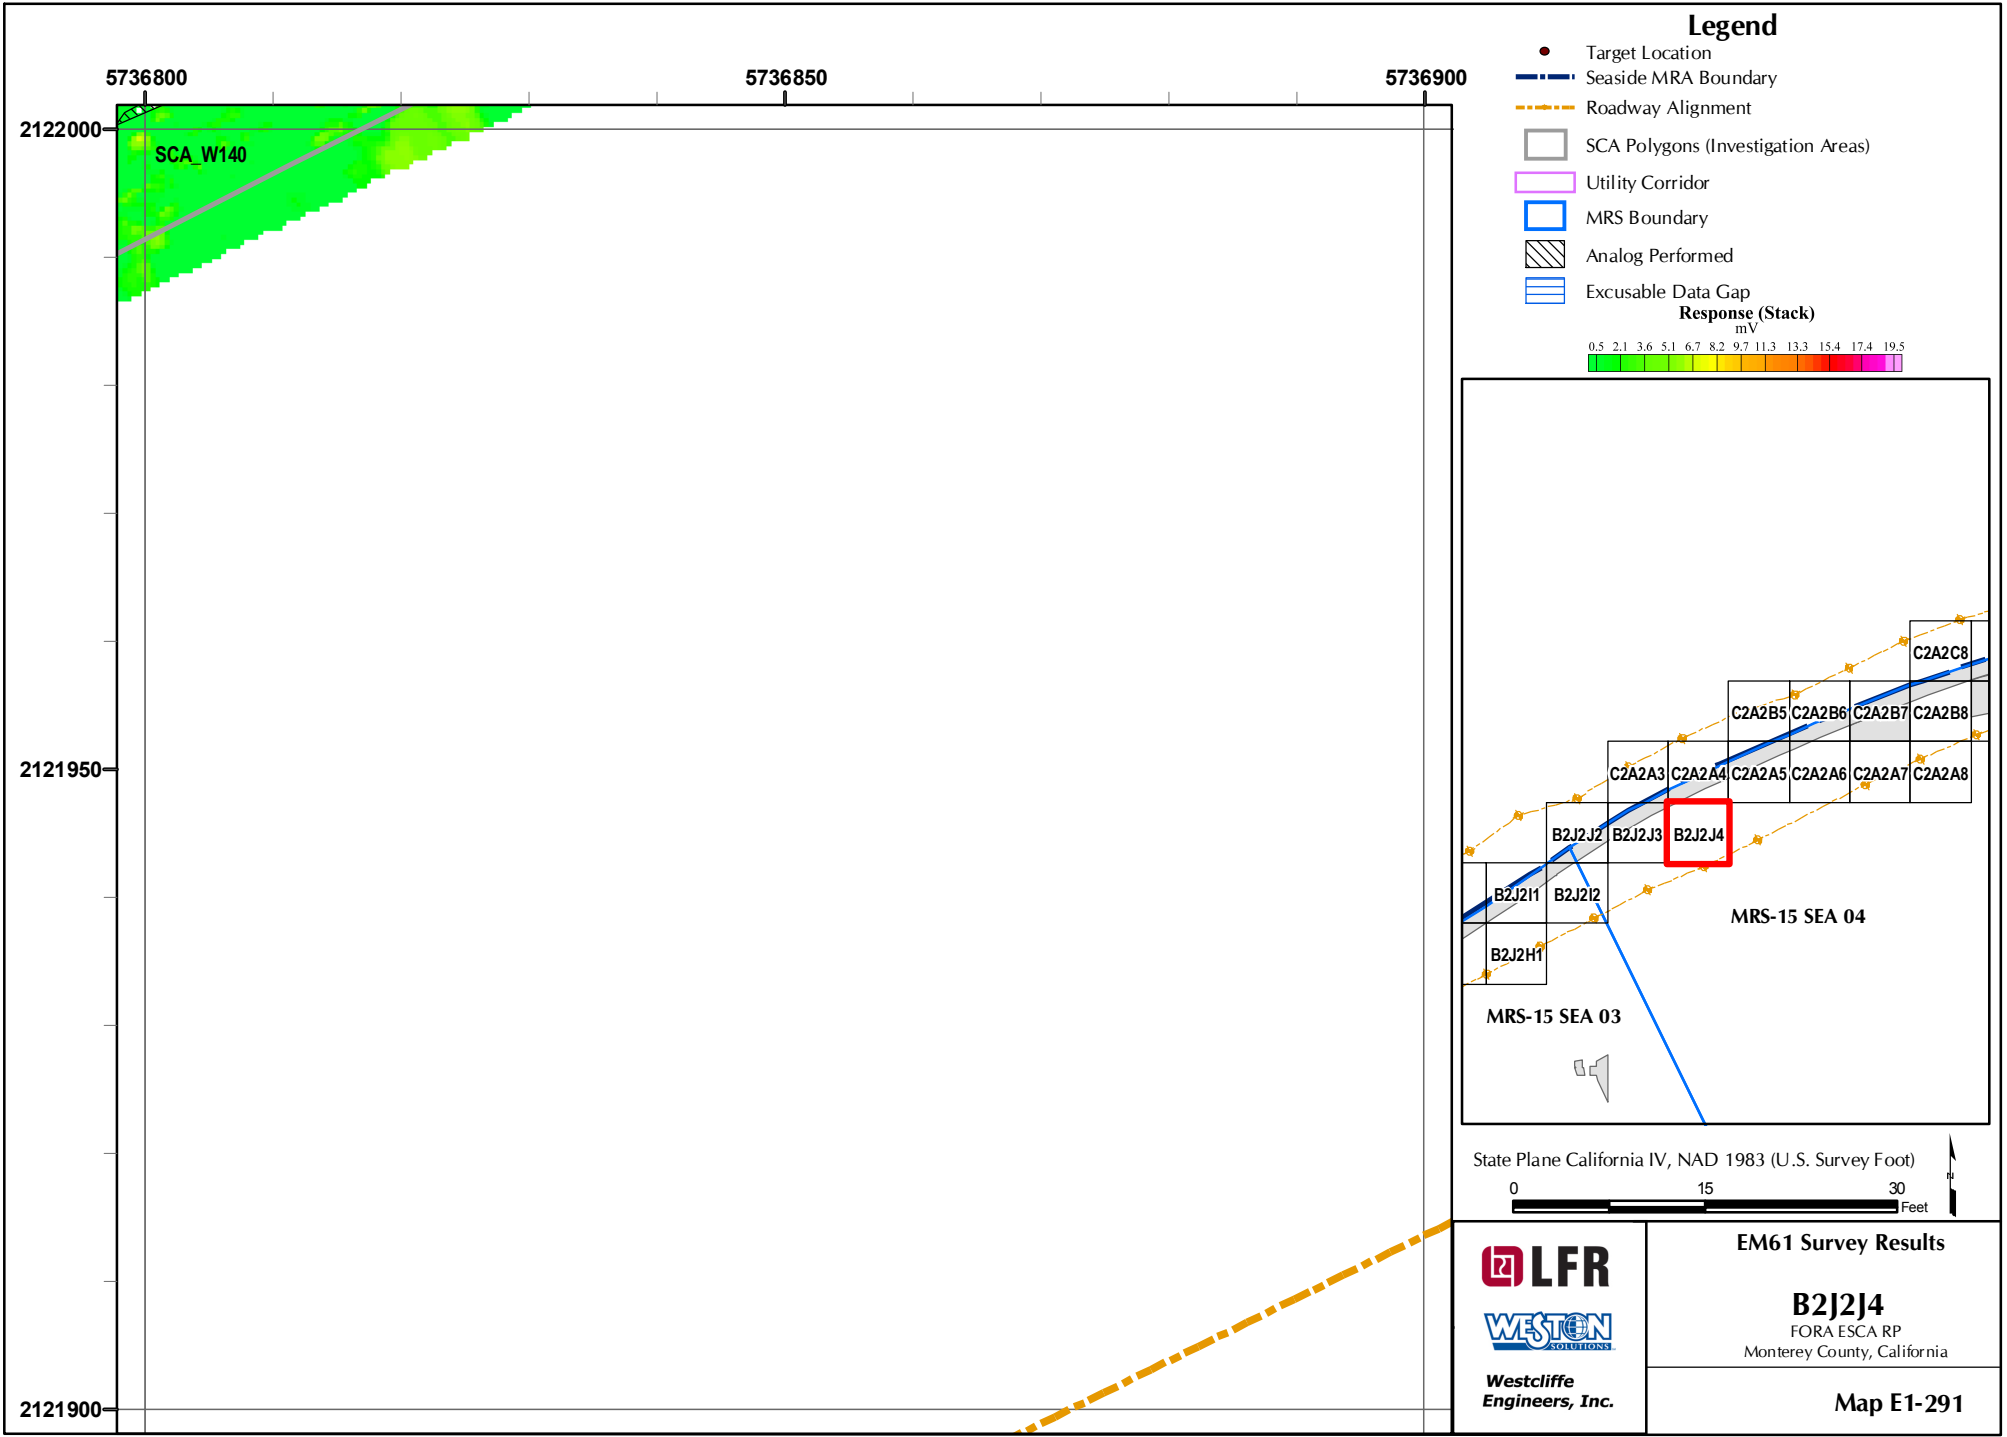 5736800 5736850 5736900
2122000
SCA_W140
2121950
2121900
Legend
Target Location
Seaside MRA Boundary
Roadway Alignment
SCA Polygons (Investigation Areas)
Utility Corridor
MRS Boundary
Analog Performed
Excusable Data Gap
Response (Stack)
mV
0.5 2.1 3.6 5.1 6.7 8.2 9.7 11.3 13.3 15.4 17.4 19.5
C2A2C8
C2A2B5 C2A2B6 C2A2B7 C2A2B8
C2A2A3 C2A2A4 C2A2A5 C2A2A6 C2A2A7 C2A2A8
B2J2J2 B2J2J3 B2J2J4
B2J2I1 B2J2I2
MRS-15 SEA 04
B2J2H1
MRS-15 SEA 03
State Plane California IV, NAD 1983 (U.S. Survey Foot)
N
0 15 30
Feet
LFR
WESTON
SOLUTIONS
Westcliffe
Engineers, Inc.
EM61 Survey Results
B2J2J4
FORA ESCA RP
Monterey County, California
Map E1-291